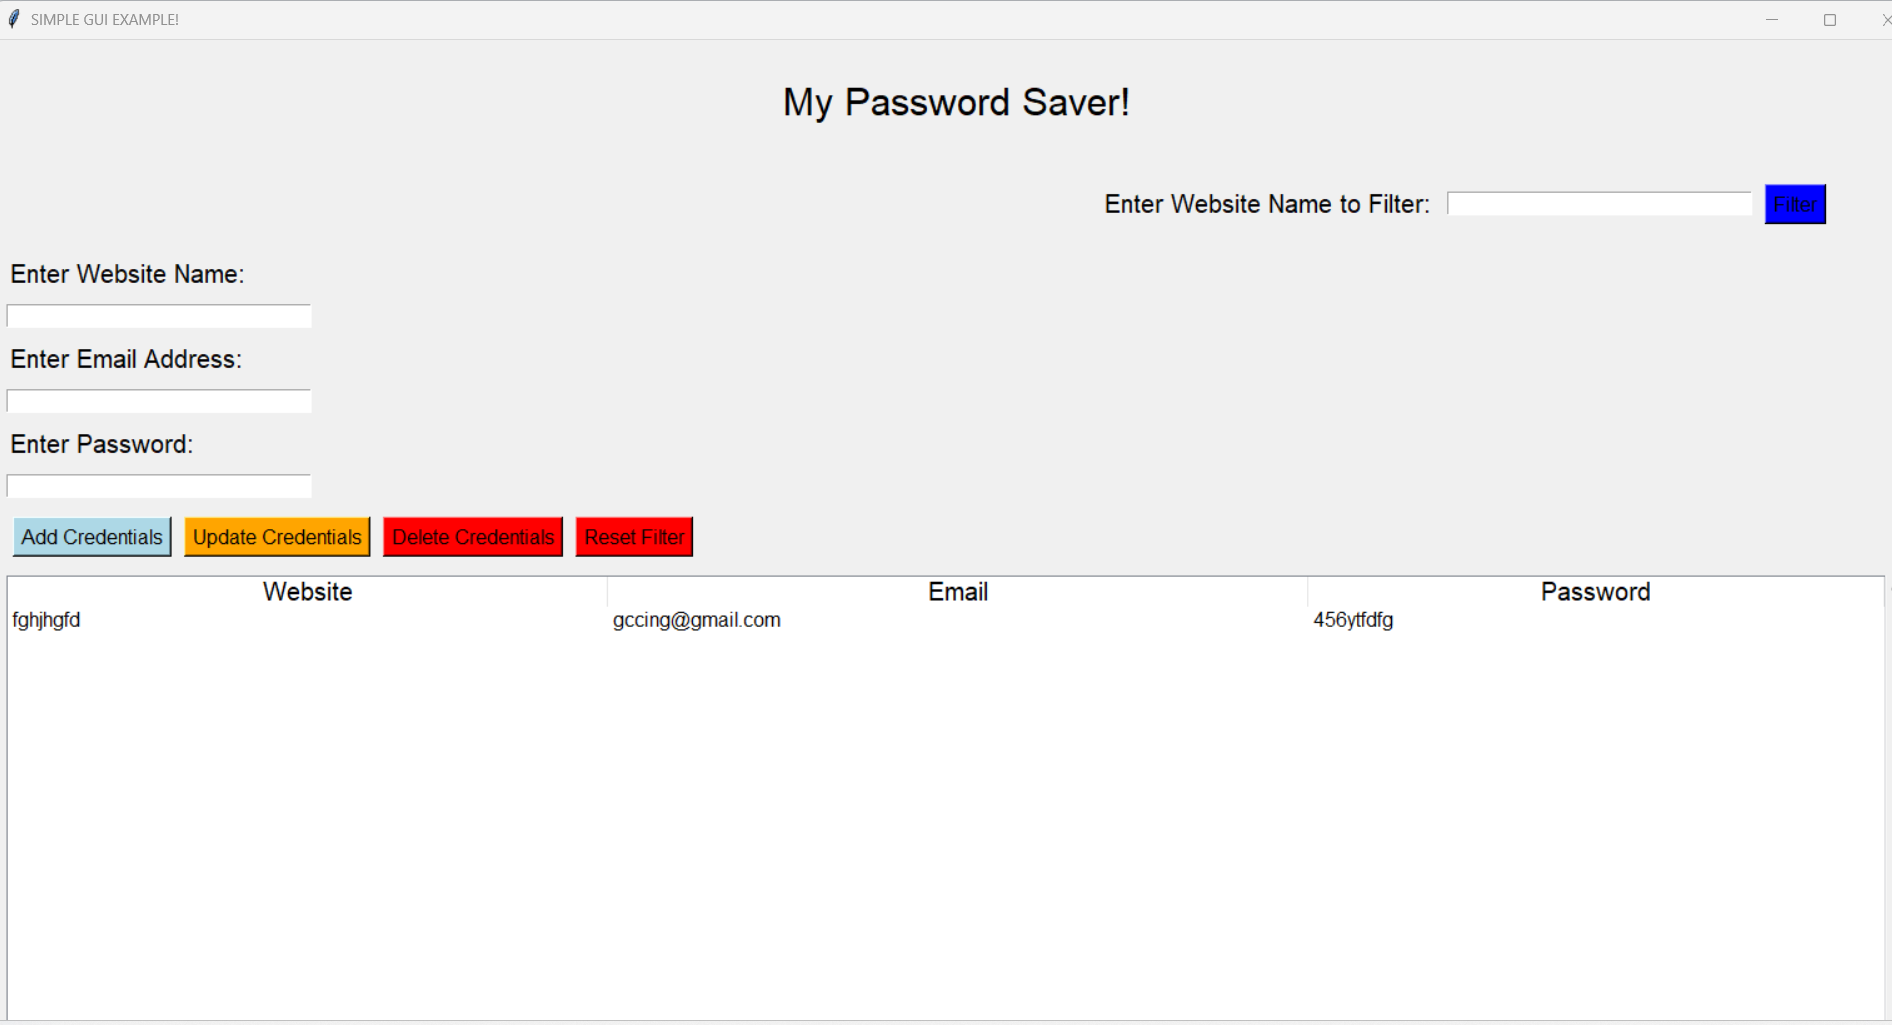 SIMPLE GUI EXAMPLE!
My Password Saver!
Enter Website Name to Filter: Filter
Enter Website Name:
Enter Email Address:
Enter Password:
Add Credentials Update Credentials Delete Credentials Reset Filter
Website Email Password
fghjhgfd gccing@gmail.com 456ytfdfg